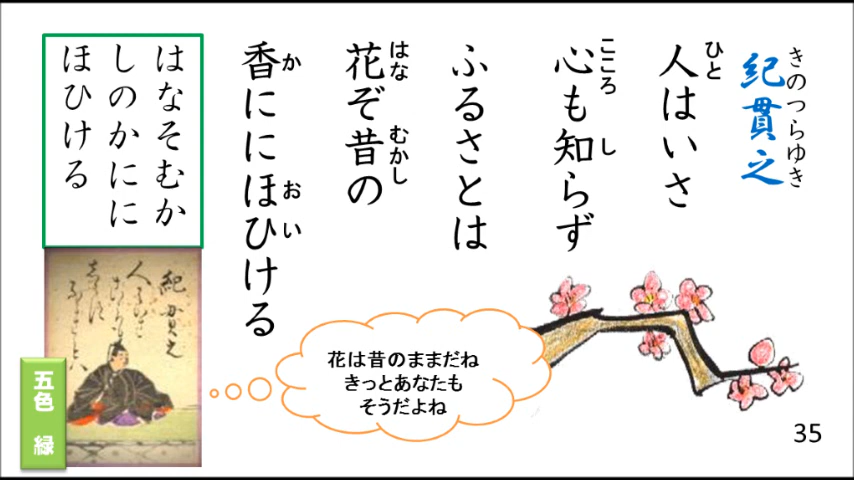 きのつらゆき
紀貫之
ひと
人はいさ
こころ し
心も知らず
ふるさとは
はな むかし
花ぞ昔の
か おい
香ににほひける
はなそむか
しのかにに
ほひける
紀貫之
花は昔のままだね
きっとあなたも
そうだよね
五色 緑
35